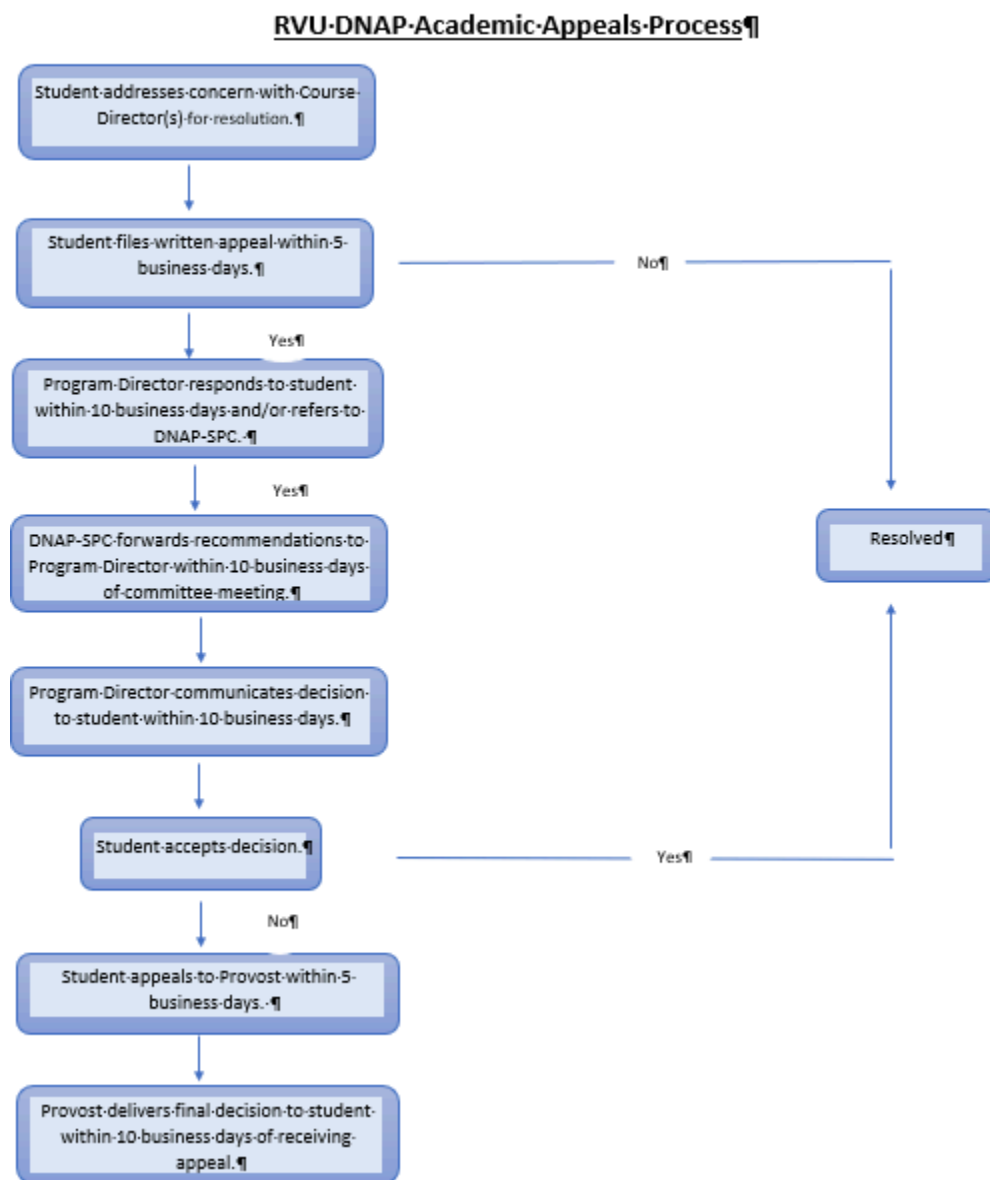 RVU·DNAP·Academic·Appeals·Process¶
Student·addresses·concern·with·Course·
Director(s)·for·resolution.¶
Student·files·written·appeal·within·5·
business·days.¶
No¶
Yes¶
Program·Director·responds·to·student·
within·10·business·days·and/or·refers·to·
DNAP-SPC.·¶
Yes¶
DNAP-SPC·forwards·recommendations·to·
Program·Director·within·10·business·days·
of·committee·meeting.¶
Resolved¶
Program·Director·communicates·decision·
to·student·within·10·business·days.¶
Student·accepts·decision.¶
Yes¶
No¶
Student·appeals·to·Provost·within·5·
business·days.·¶
Provost·delivers·final·decision·to·student·
within·10·business·days·of·receiving·
appeal.¶